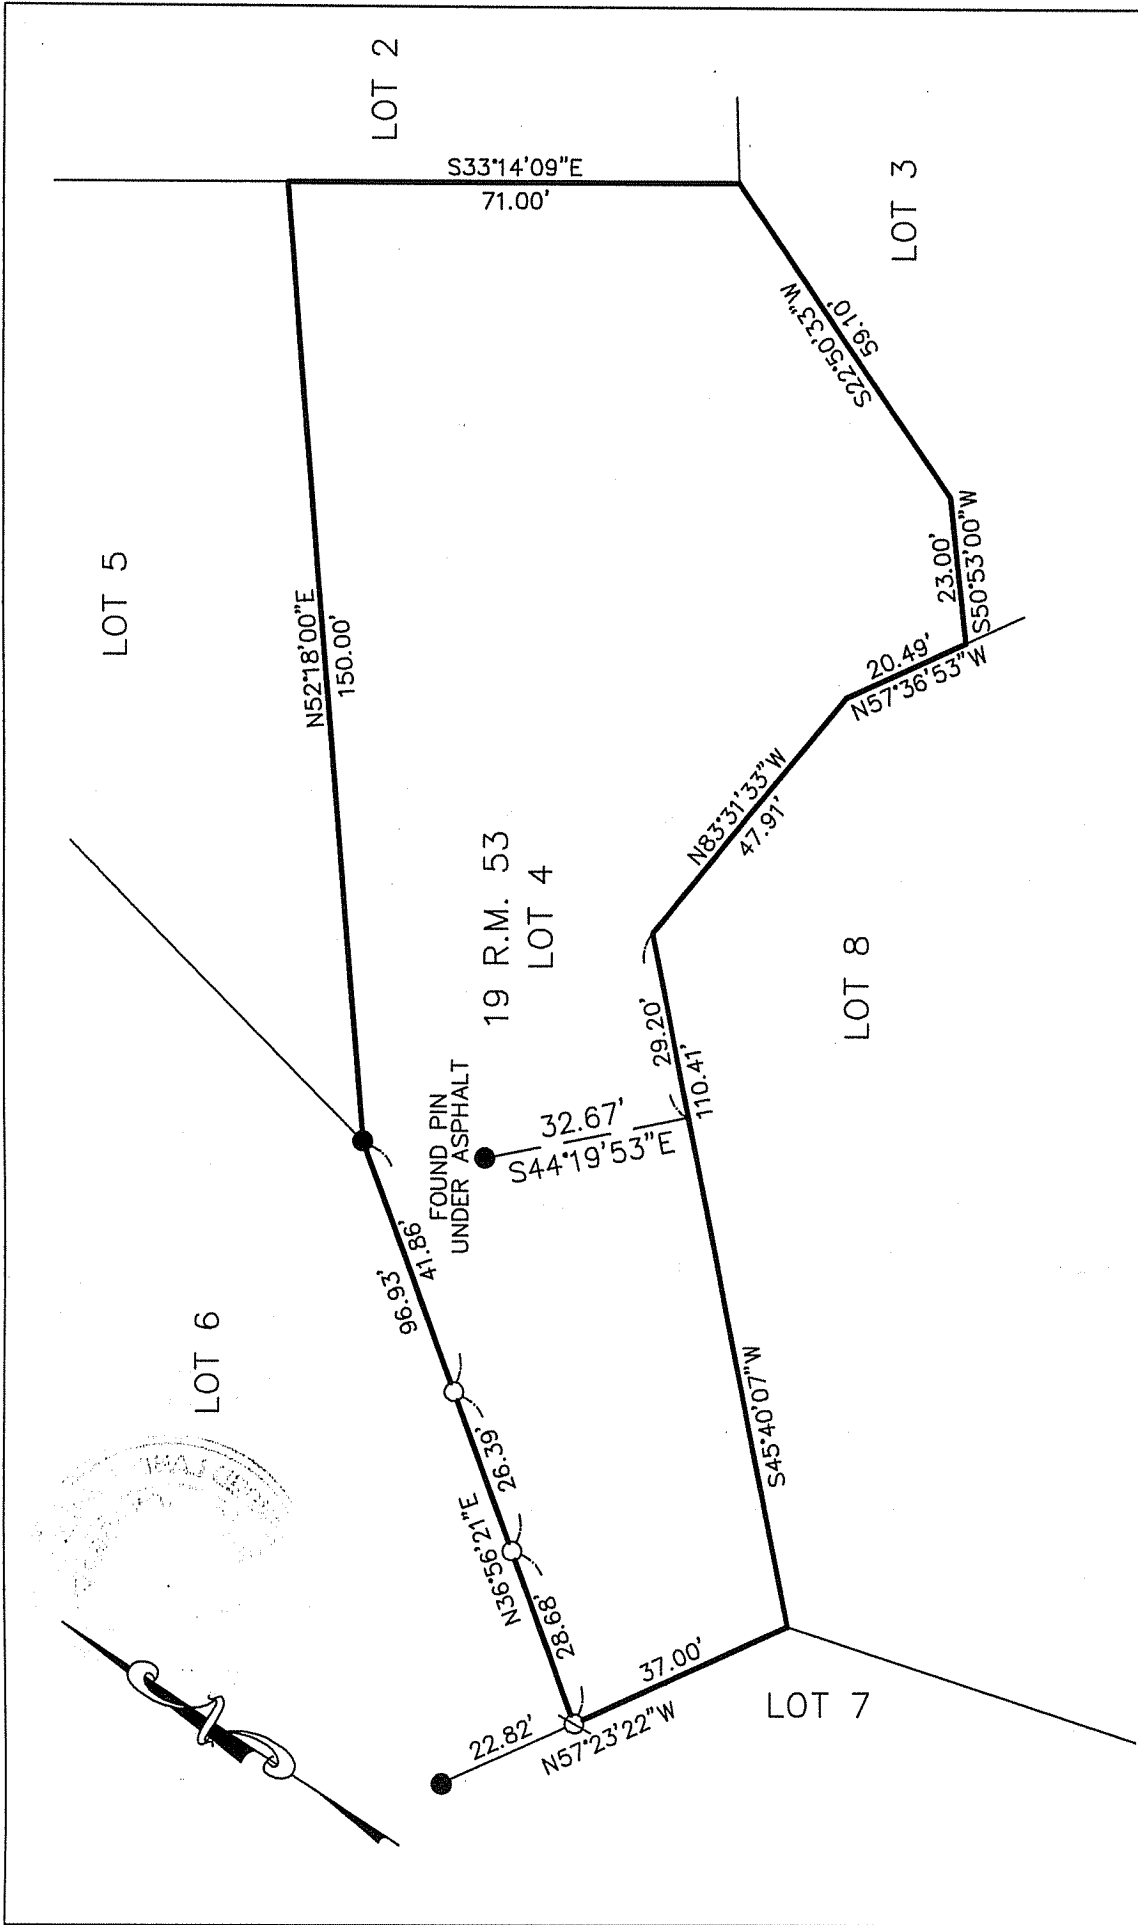 LOT 2
S33°14'09"E
71.00'
LOT 3
S22°50'33"W
59.10'
LOT 5
N52°18'00"E
150.00'
23.00'
S50°53'00"W
20.49'
N57°36'53"W
N83°31'33"W
47.91'
19 R.M. 53
LOT 4
LOT 8
29.20'
110.41'
32.67'
S44°19'53"E
FOUND PIN
UNDER ASPHALT
96.93'
41.86'
LOT 6
26.39'
N36°56'21"E
28.68'
S45°40'07"W
37.00'
LOT 7
22.82'
N57°23'22"W